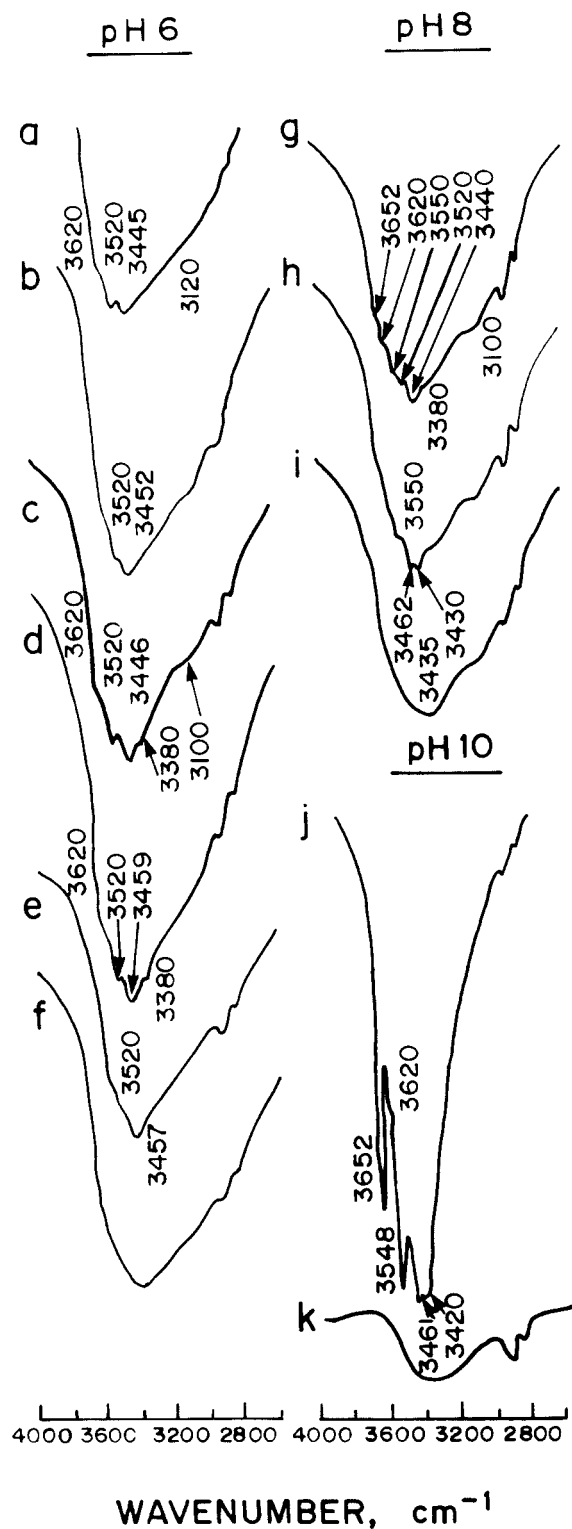 pH 6
a
3620
3520
3445
3120
b
3520
3452
c
3620
3520
3446
3380
3100
d
3620
3520
3459
3380
e
3520
3457
f
4000 3600 3200 2800
pH 8
g
3652
3620
3550
3520
3440
3100
3380
h
3550
3462
3435
3430
i
pH 10
j
3620
3652
3548
3461
3420
k
4000 3600 3200 2800
WAVENUMBER, cm⁻¹